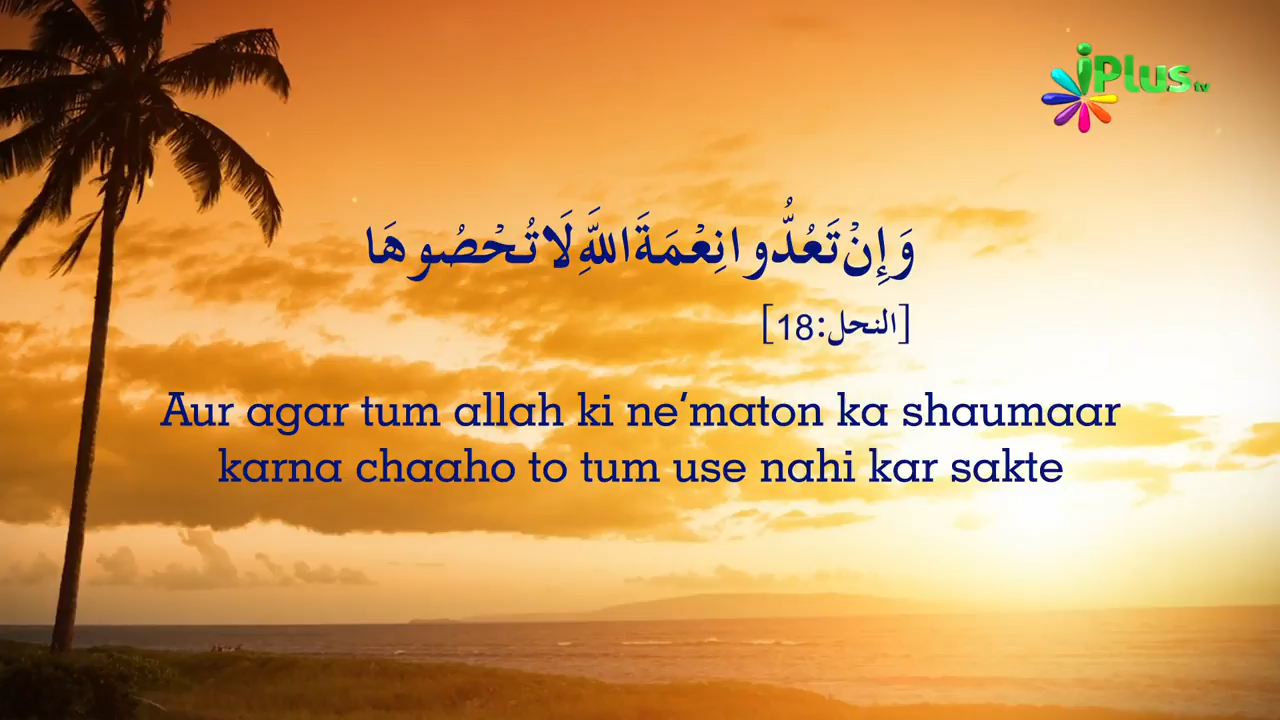 iPlus tv
وَإِنْ تَعُدُّوا نِعْمَةَ اللَّهِ لَا تُحْصُوهَا
[النحل:18]
Aur agar tum allah ki ne’maton ka shaumaar
karna chaaho to tum use nahi kar sakte